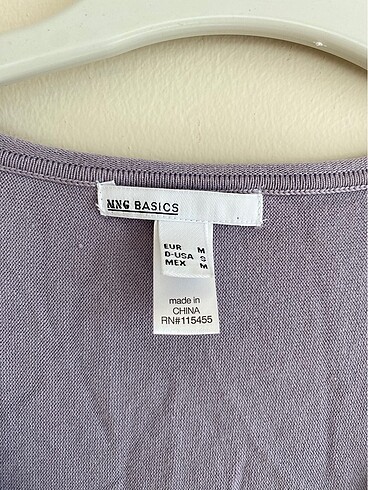 MNG BASICS
EUR M
D-USA S
MEX M
made in
CHINA
RN#115455